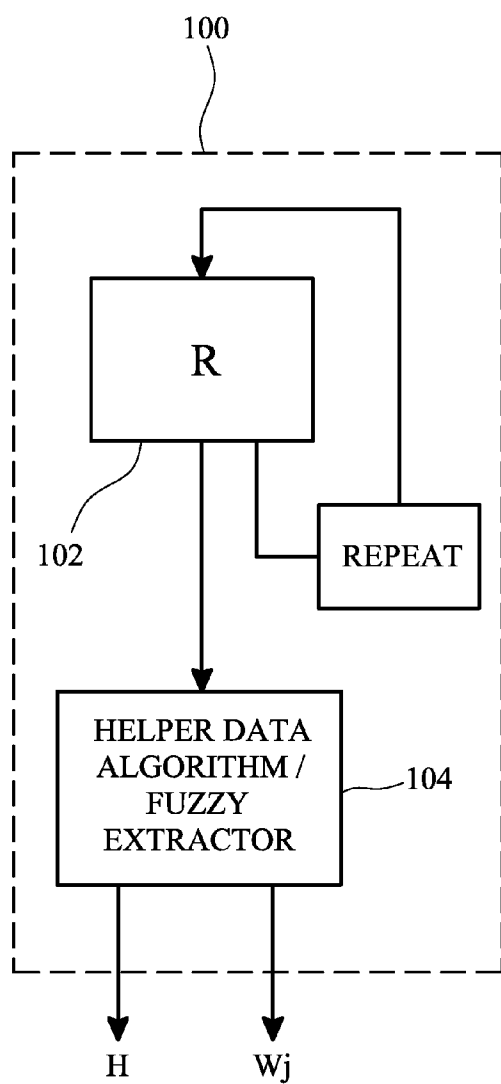 100
R
102
REPEAT
HELPER DATA
ALGORITHM /
FUZZY
EXTRACTOR
104
H
Wj